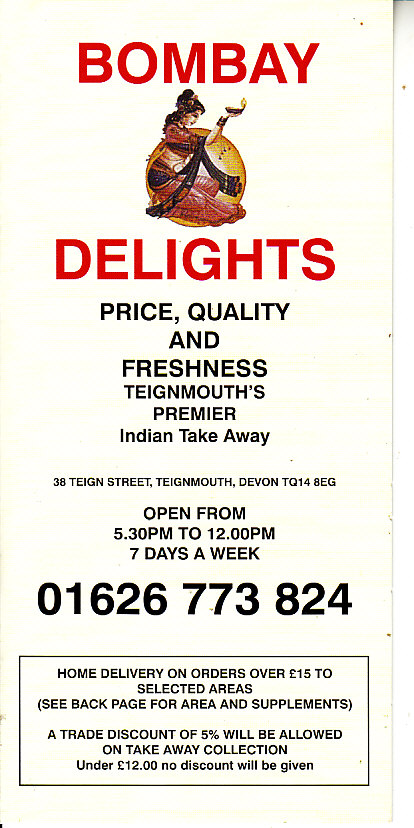 BOMBAY
DELIGHTS
PRICE, QUALITY
AND
FRESHNESS
TEIGNMOUTH'S
PREMIER
Indian Take Away
38 TEIGN STREET, TEIGNMOUTH, DEVON TQ14 8EG
OPEN FROM
5.30PM TO 12.00PM
7 DAYS A WEEK
01626 773 824
HOME DELIVERY ON ORDERS OVER £15 TO
SELECTED AREAS
(SEE BACK PAGE FOR AREA AND SUPPLEMENTS)
A TRADE DISCOUNT OF 5% WILL BE ALLOWED
ON TAKE AWAY COLLECTION
Under £12.00 no discount will be given